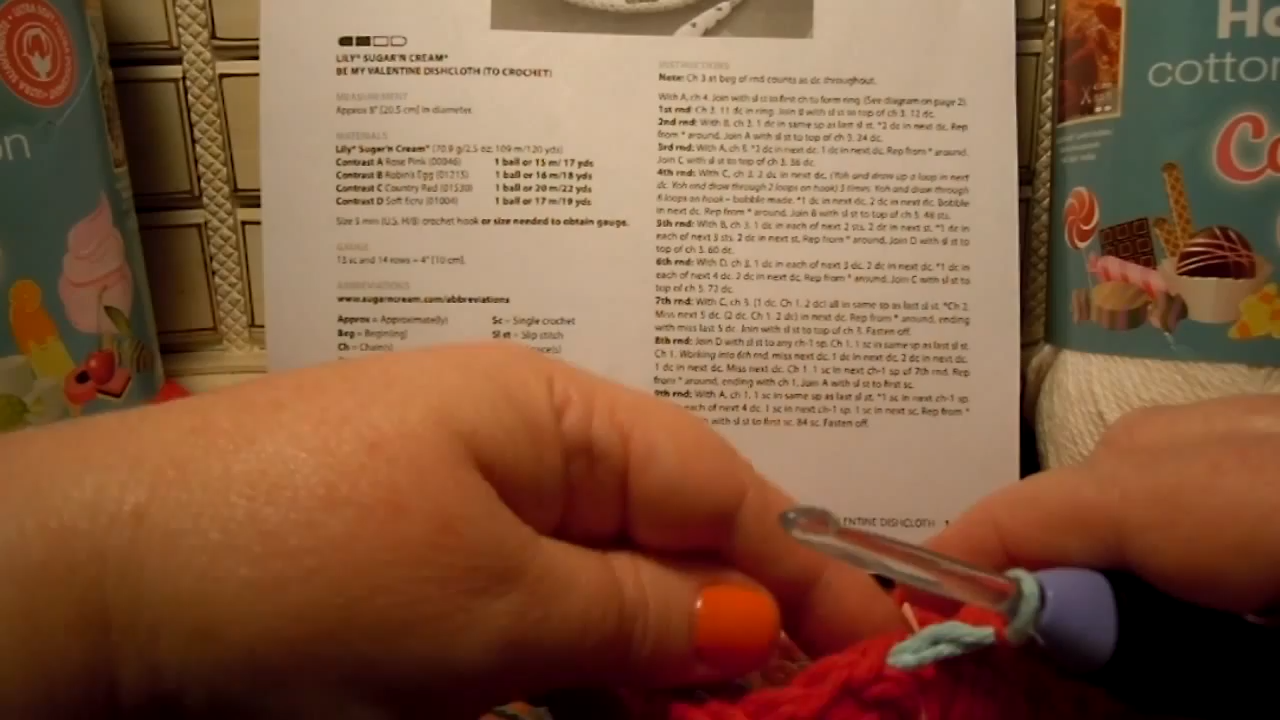 ULTRA SOFT
on
LILY® SUGAR'N CREAM®
BE MY VALENTINE DISHCLOTH (TO CROCHET)
MEASUREMENT
Approx 8" [20.5 cm] in diameter.
MATERIALS
Lily® Sugar'n Cream® (70.9 g/2.5 oz; 109 m/120 yds)
Contrast A Rose Pink (00046) 1 ball or 15 m/ 17 yds
Contrast B Robin's Egg (01215) 1 ball or 16 m/18 yds
Contrast C Country Red (01530) 1 ball or 20 m/22 yds
Contrast D Soft Ecru (01004) 1 ball or 17 m/19 yds
Size 5 mm (U.S. H/8) crochet hook or size needed to obtain gauge.
GAUGE
13 sc and 14 rows = 4" [10 cm].
ABBREVIATIONS
www.sugarncream.com/abbreviations
Approx = Approximate(ly) Sc = Single crochet
Beg = Begin(ning) Sl st = Slip stitch
Ch = Chain(s)
INSTRUCTIONS
Note: Ch 3 at beg of rnd counts as dc throughout.
With A, ch 4. Join with sl st to first ch to form ring. (See diagram on page 2).
1st rnd: Ch 3. 11 dc in ring. Join B with sl st to top of ch 3. 12 dc.
2nd rnd: With B, ch 3. 1 dc in same sp as last sl st. *2 dc in next dc. Rep
from * around. Join A with sl st to top of ch 3. 24 dc.
3rd rnd: With A, ch 3. *2 dc in next dc. 1 dc in next dc. Rep from * around.
Join C with sl st to top of ch 3. 36 dc.
4th rnd: With C, ch 3. 2 dc in next dc. (Yoh and draw up a loop in next
dc. Yoh and draw through 2 loops on hook) 3 times. Yoh and draw through
loops on hook – bobble made. *1 dc in next dc. 2 dc in next dc. Bobble
in next dc. Rep from * around. Join B with sl st to top of ch 3. 48 sts.
5th rnd: With B, ch 3. 1 dc in each of next 2 sts. 2 dc in next st. *1 dc in
each of next 3 sts. 2 dc in next st. Rep from * around. Join D with sl st to
top of ch 3. 60 dc.
6th rnd: With D, ch 3. 1 dc in each of next 3 dc. 2 dc in next dc. *1 dc in
each of next 4 dc. 2 dc in next dc. Rep from * around. Join C with sl st to
top of ch 3. 72 dc.
7th rnd: With C, ch 3. (1 dc. Ch 1. 2 dc) all in same sp as last sl st. *Ch 2.
Miss next 5 dc. (2 dc. Ch 1. 2 dc) in next dc. Rep from * around, ending
with miss last 5 dc. Join with sl st to top of ch 3. Fasten off.
8th rnd: Join D with sl st to any ch-1 sp. Ch 1. 1 sc in same sp as last sl st.
Ch 1. Working into 6th rnd, miss next dc. 1 dc in next dc. 2 dc in next dc.
1 dc in next dc. Miss next dc. Ch 1. 1 sc in next ch-1 sp of 7th rnd. Rep
from * around, ending with ch 1. Join A with sl st to first sc.
9th rnd: With A, ch 1. 1 sc in same sp as last sl st. *1 sc in next ch-1 sp.
each of next 4 dc. 1 sc in next ch-1 sp. 1 sc in next sc. Rep from *
with sl st to first sc. 84 sc. Fasten off.
ENTINE DISHCLOTH 1
Ho
cotton
Co